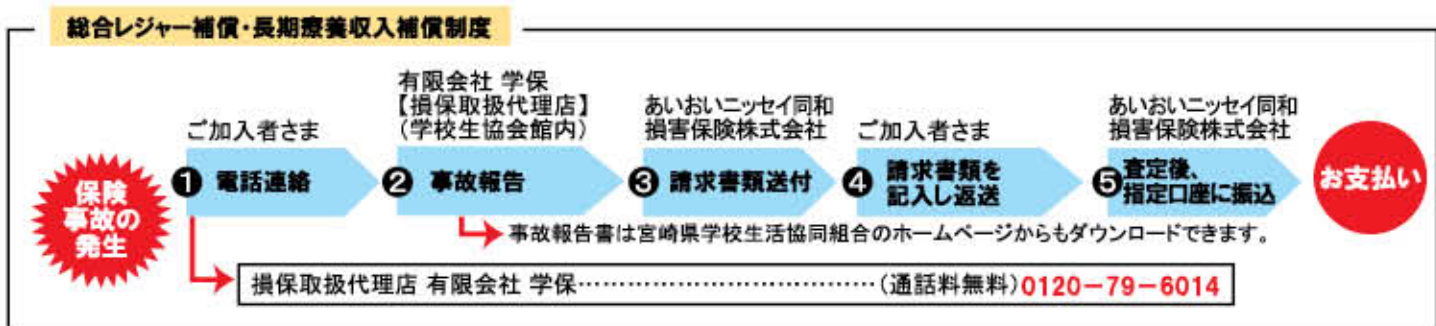 総合レジャー補償・長期療養収入補償制度
保険
事故の
発生
ご加入者さま
❶ 電話連絡
有限会社 学保
【損保取扱代理店】
(学校生協会館内)
❷ 事故報告
あいおいニッセイ同和
損害保険株式会社
❸ 請求書類送付
ご加入者さま
❹ 請求書類を
記入し返送
あいおいニッセイ同和
損害保険株式会社
❺ 査定後、
指定口座に振込
お支払い
事故報告書は宮崎県学校生活協同組合のホームページからもダウンロードできます。
損保取扱代理店 有限会社 学保………………………………(通話料無料)0120－79－6014